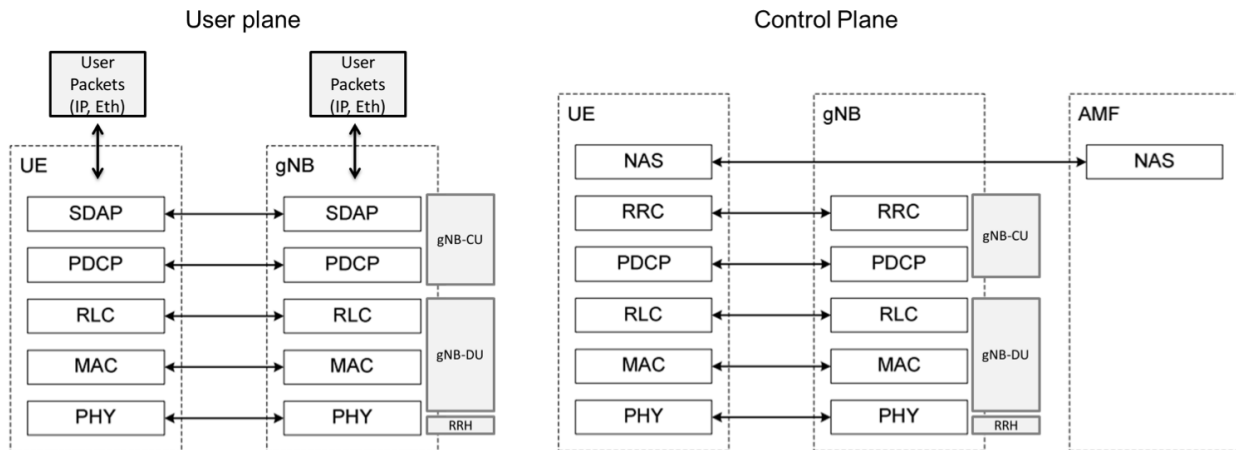 User plane
User
Packets
(IP, Eth)
User
Packets
(IP, Eth)
UE
gNB
SDAP
SDAP
PDCP
PDCP
gNB-CU
RLC
RLC
MAC
MAC
gNB-DU
PHY
PHY
RRH
Control Plane
UE
gNB
AMF
NAS
NAS
RRC
RRC
PDCP
PDCP
gNB-CU
RLC
RLC
MAC
MAC
gNB-DU
PHY
PHY
RRH